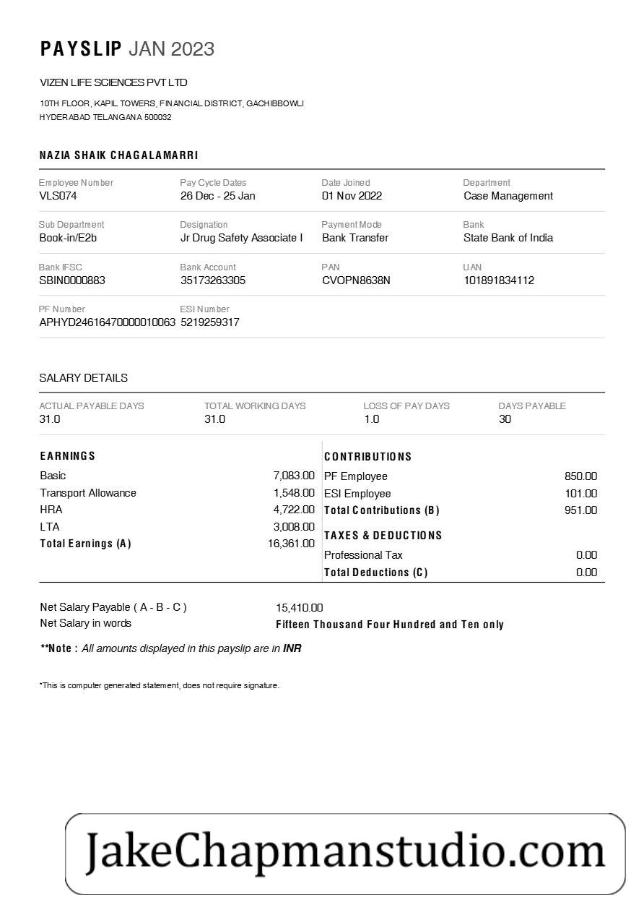 PAYSLIP JAN 2023
VIZEN LIFE SCIENCES PVT LTD
10TH FLOOR, KAPIL TOWERS, FINANCIAL DISTRICT, GACHIBBOWLI
HYDERABAD TELANGANA 500032
NAZIA SHAIK CHAGALAMARRI
Employee Number Pay Cycle Dates Date Joined Department
VLS074 26 Dec - 25 Jan 01 Nov 2022 Case Management
Sub Department Designation Payment Mode Bank
Book-in/E2b Jr Drug Safety Associate I Bank Transfer State Bank of India
Bank IFSC Bank Account PAN UAN
SBIN0000883 35173263305 CVOPN8638N 101891834112
PF Number ESI Number
APHYD24616470000010063 5219259317
SALARY DETAILS
ACTUAL PAYABLE DAYS TOTAL WORKING DAYS LOSS OF PAY DAYS DAYS PAYABLE
31.0 31.0 1.0 30
EARNINGS CONTRIBUTIONS
Basic 7,083.00 PF Employee 850.00
Transport Allowance 1,548.00 ESI Employee 101.00
HRA 4,722.00 Total Contributions (B) 951.00
LTA 3,008.00 TAXES & DEDUCTIONS
Total Earnings (A) 16,361.00
Professional Tax 0.00
Total Deductions (C) 0.00
Net Salary Payable ( A - B - C ) 15,410.00
Net Salary in words Fifteen Thousand Four Hundred and Ten only
**Note : All amounts displayed in this payslip are in INR
*This is computer generated statement, does not require signature.
JakeChapmanstudio.com